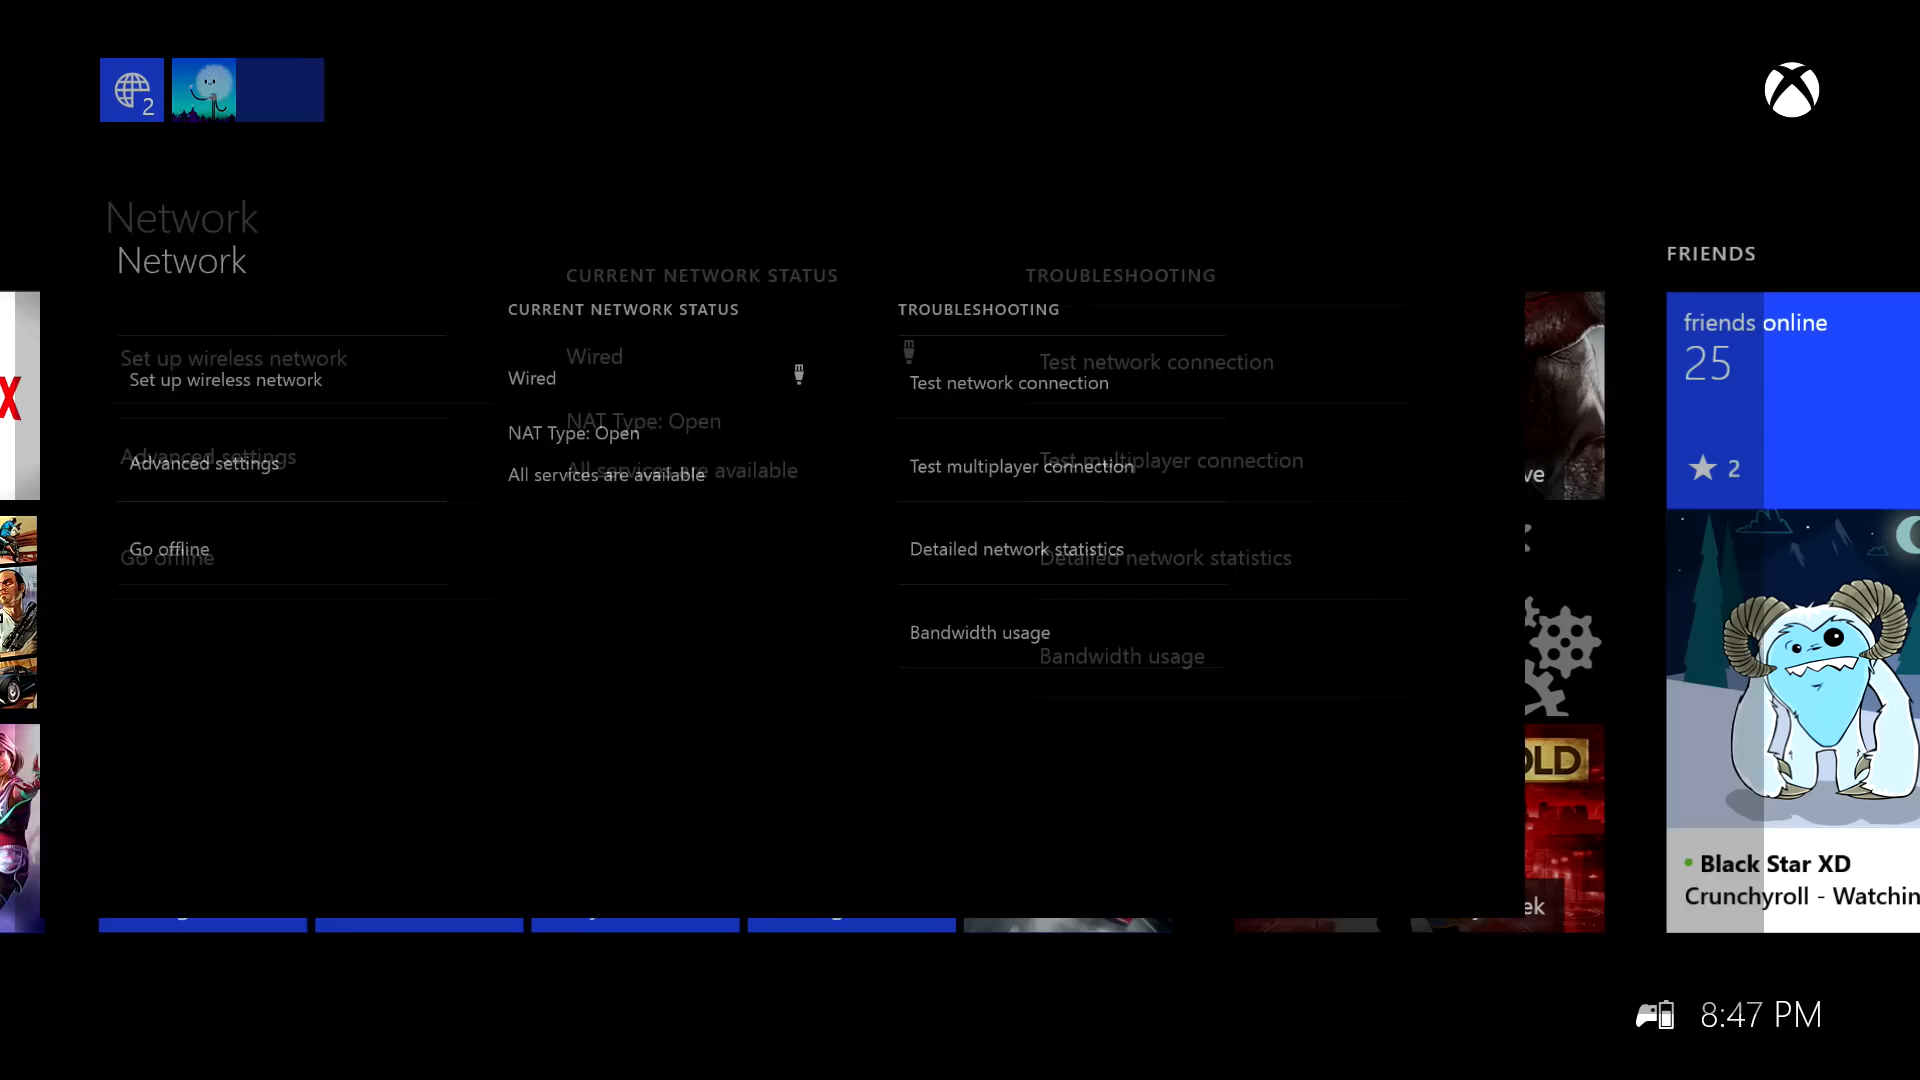 2
Network
Network
FRIENDS
CURRENT NETWORK STATUS
TROUBLESHOOTING
CURRENT NETWORK STATUS
TROUBLESHOOTING
friends online
25
Set up wireless network
Set up wireless network
Wired
Wired
Test network connection
Test network connection
NAT Type: Open
NAT Type: Open
Advanced settings
Advanced settings
All services are available
All services are available
Test multiplayer connection
Test multiplayer connection
ve
2
X
Go offline
Go offline
Detailed network statistics
Detailed network statistics
Bandwidth usage
Bandwidth usage
OLD
Black Star XD
Crunchyroll - Watchin
ek
8:47 PM